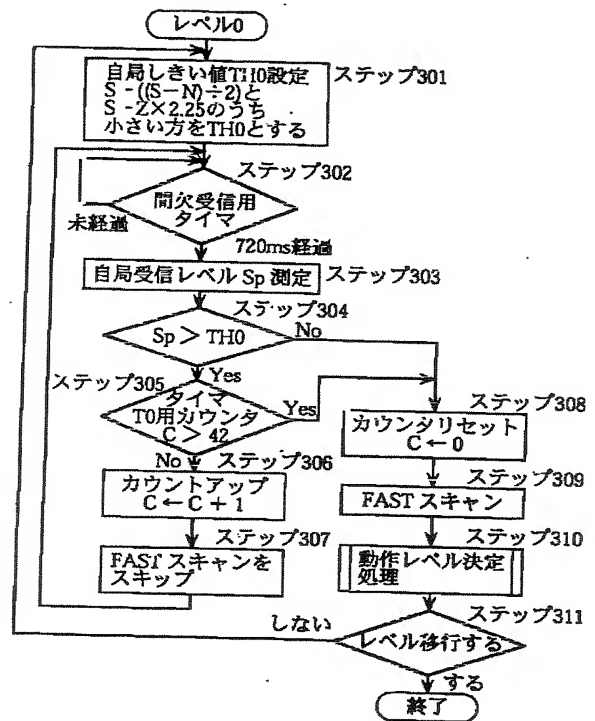 レベル0
自局しきい値TH0設定
S-((S-N)÷2)と
S-Z×2.25のうち
小さい方をTH0とする
ステップ301
ステップ302
間欠受信用
タイマ
未経過
720ms経過
自局受信レベル Sp 測定
ステップ303
ステップ304
Sp > TH0
No
Yes
ステップ305
タイマ
T0用カウンタ
C > 42
Yes
No
ステップ306
カウントアップ
C ← C + 1
ステップ307
FAST スキャンを
スキップ
ステップ308
カウンタリセット
C ← 0
ステップ309
FAST スキャン
ステップ310
動作レベル決定
処理
ステップ311
しない
レベル移行する
する
終了